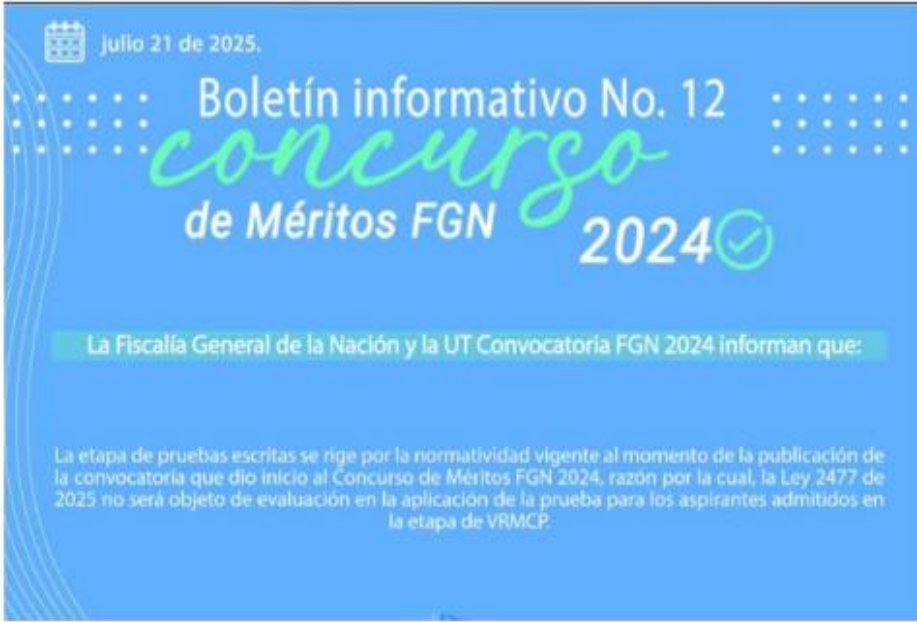 julio 21 de 2025.
Boletín informativo No. 12
concurso
de Méritos FGN
2024
La Fiscalía General de la Nación y la UT Convocatoria FGN 2024 informan que:
La etapa de pruebas escritas se rige por la normatividad vigente al momento de la publicación de
la convocatoria que dio inicio al Concurso de Méritos FGN 2024, razón por la cual, la Ley 2477 de
2025 no será objeto de evaluación en la aplicación de la prueba para los aspirantes admitidos en
la etapa de VRMCP.